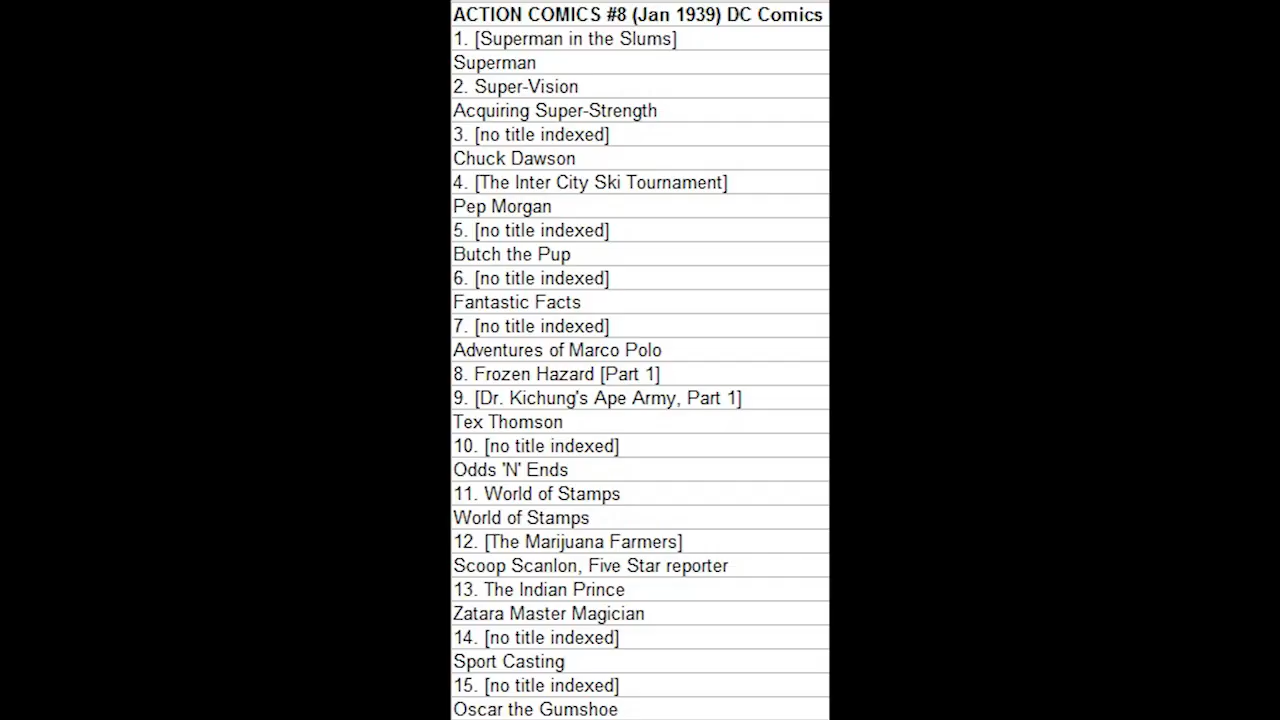 ACTION COMICS #8 (Jan 1939) DC Comics
1. [Superman in the Slums]
Superman
2. Super-Vision
Acquiring Super-Strength
3. [no title indexed]
Chuck Dawson
4. [The Inter City Ski Tournament]
Pep Morgan
5. [no title indexed]
Butch the Pup
6. [no title indexed]
Fantastic Facts
7. [no title indexed]
Adventures of Marco Polo
8. Frozen Hazard [Part 1]
9. [Dr. Kichung's Ape Army, Part 1]
Tex Thomson
10. [no title indexed]
Odds 'N' Ends
11. World of Stamps
World of Stamps
12. [The Marijuana Farmers]
Scoop Scanlon, Five Star reporter
13. The Indian Prince
Zatara Master Magician
14. [no title indexed]
Sport Casting
15. [no title indexed]
Oscar the Gumshoe